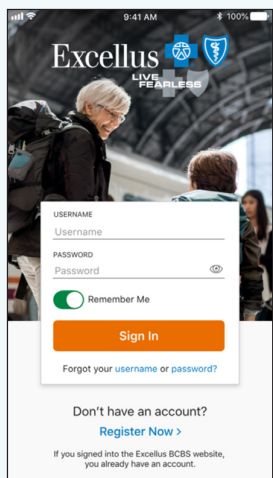 9:41 AM
100%
Excellus
LIVE
FEARLESS
USERNAME
Username
PASSWORD
Password
Remember Me
Sign In
Forgot your username or password?
Don't have an account?
Register Now >
If you signed into the Excellus BCBS website,
you already have an account.